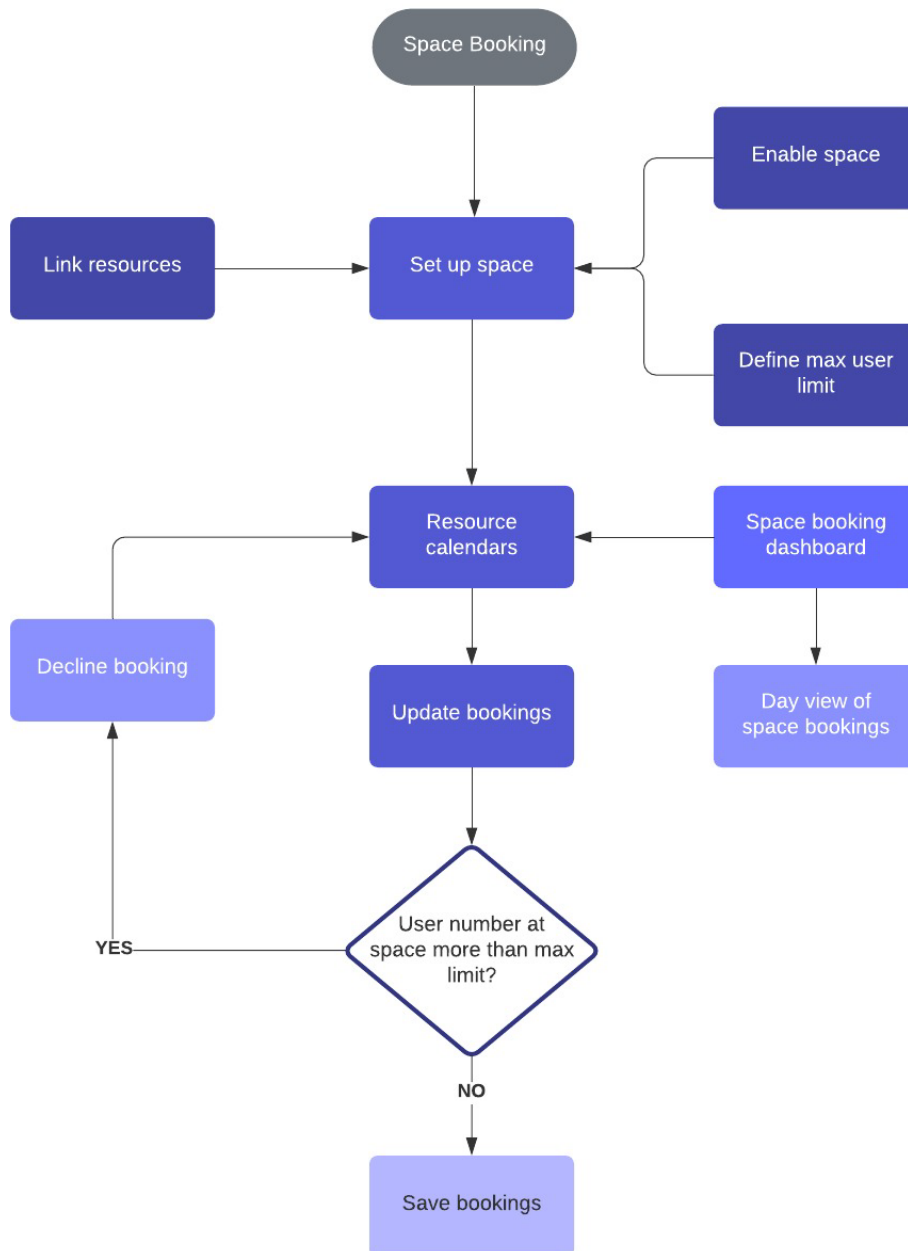 Space Booking
Enable space
Link resources
Set up space
Define max user
limit
Resource
calendars
Space booking
dashboard
Decline booking
Update bookings
Day view of
space bookings
User number at
space more than max
limit?
YES
NO
Save bookings